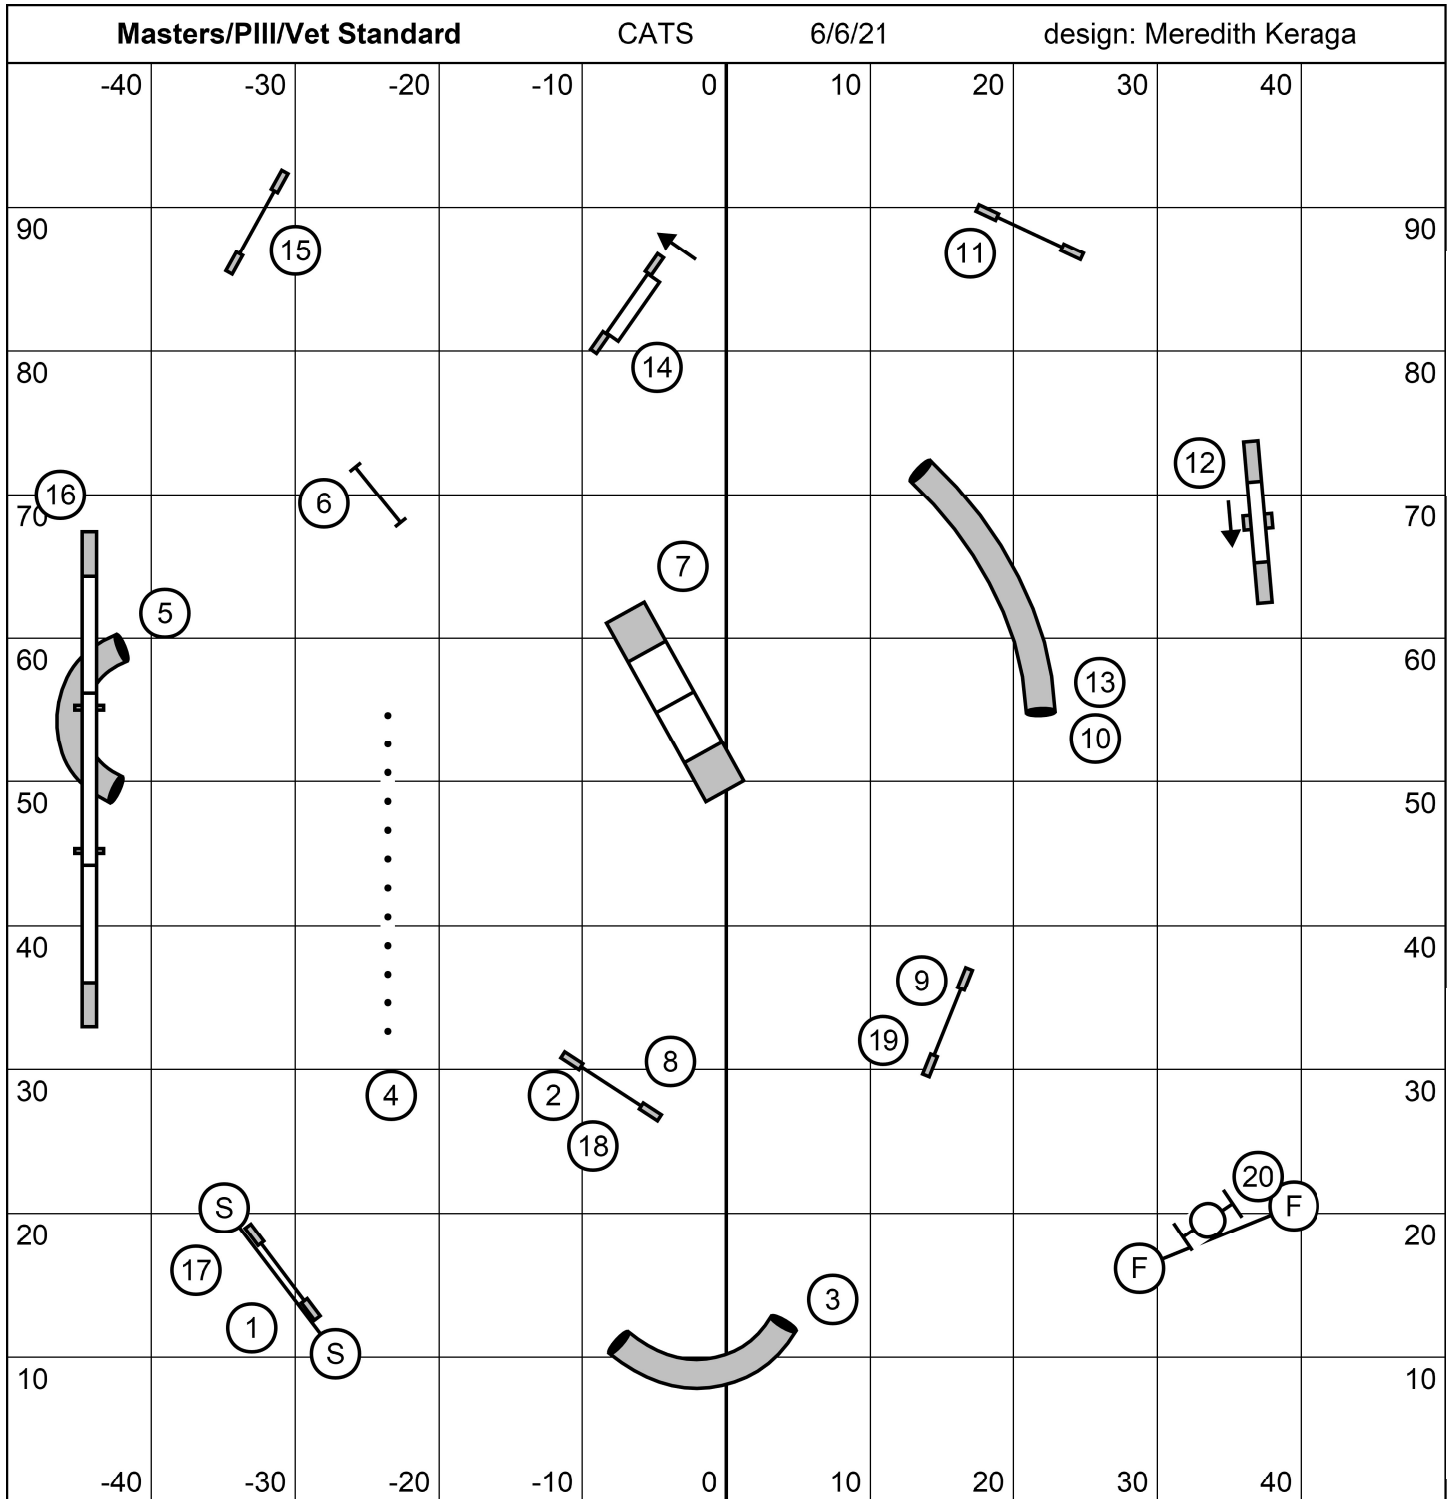 Masters/PIII/Vet Standard CATS 6/6/21 design: Meredith Keraga
-40 -30 -20 -10 0 10 20 30 40
90 15 11 90
80 14 80
16 6 12
70 70
5 7
60 13 60
10
50 50
40 9 40
19
8
30 4 2 30
18
S 20 F
20 17 F 20
1 S 3
10 10
-40 -30 -20 -10 0 10 20 30 40